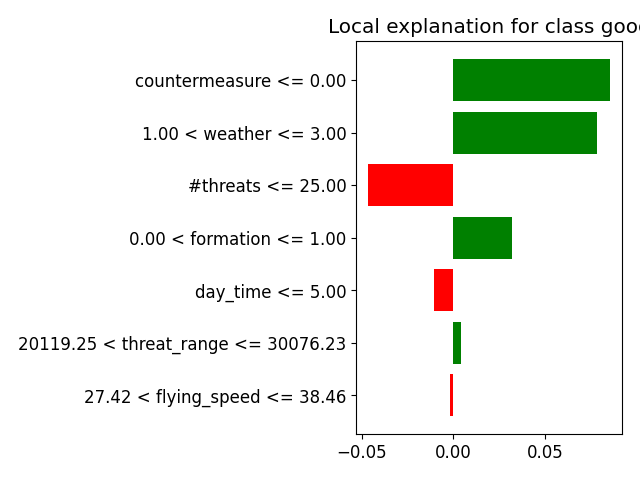 Local explanation for class good
countermeasure <= 0.00
1.00 < weather <= 3.00
#threats <= 25.00
0.00 < formation <= 1.00
day_time <= 5.00
20119.25 < threat_range <= 30076.23
27.42 < flying_speed <= 38.46
−0.05 0.00 0.05